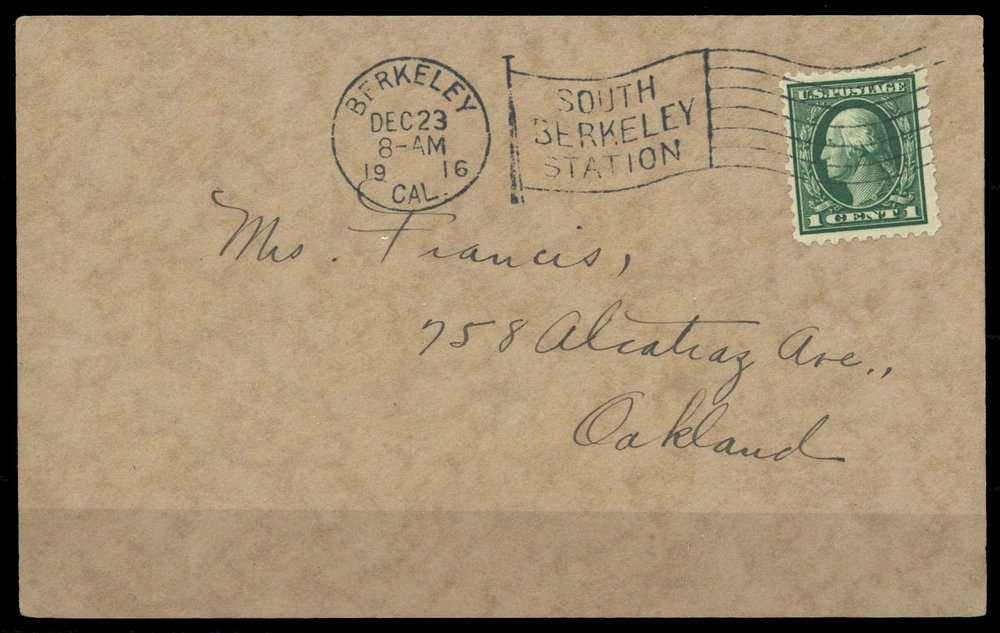 BERKELEY
DEC 23
8-AM
19 16
CAL.
SOUTH
BERKELEY
STATION
U.S. POSTAGE
1 CENT 1
Mrs. Francis,
758 Alcatraz Ave.,
Oakland